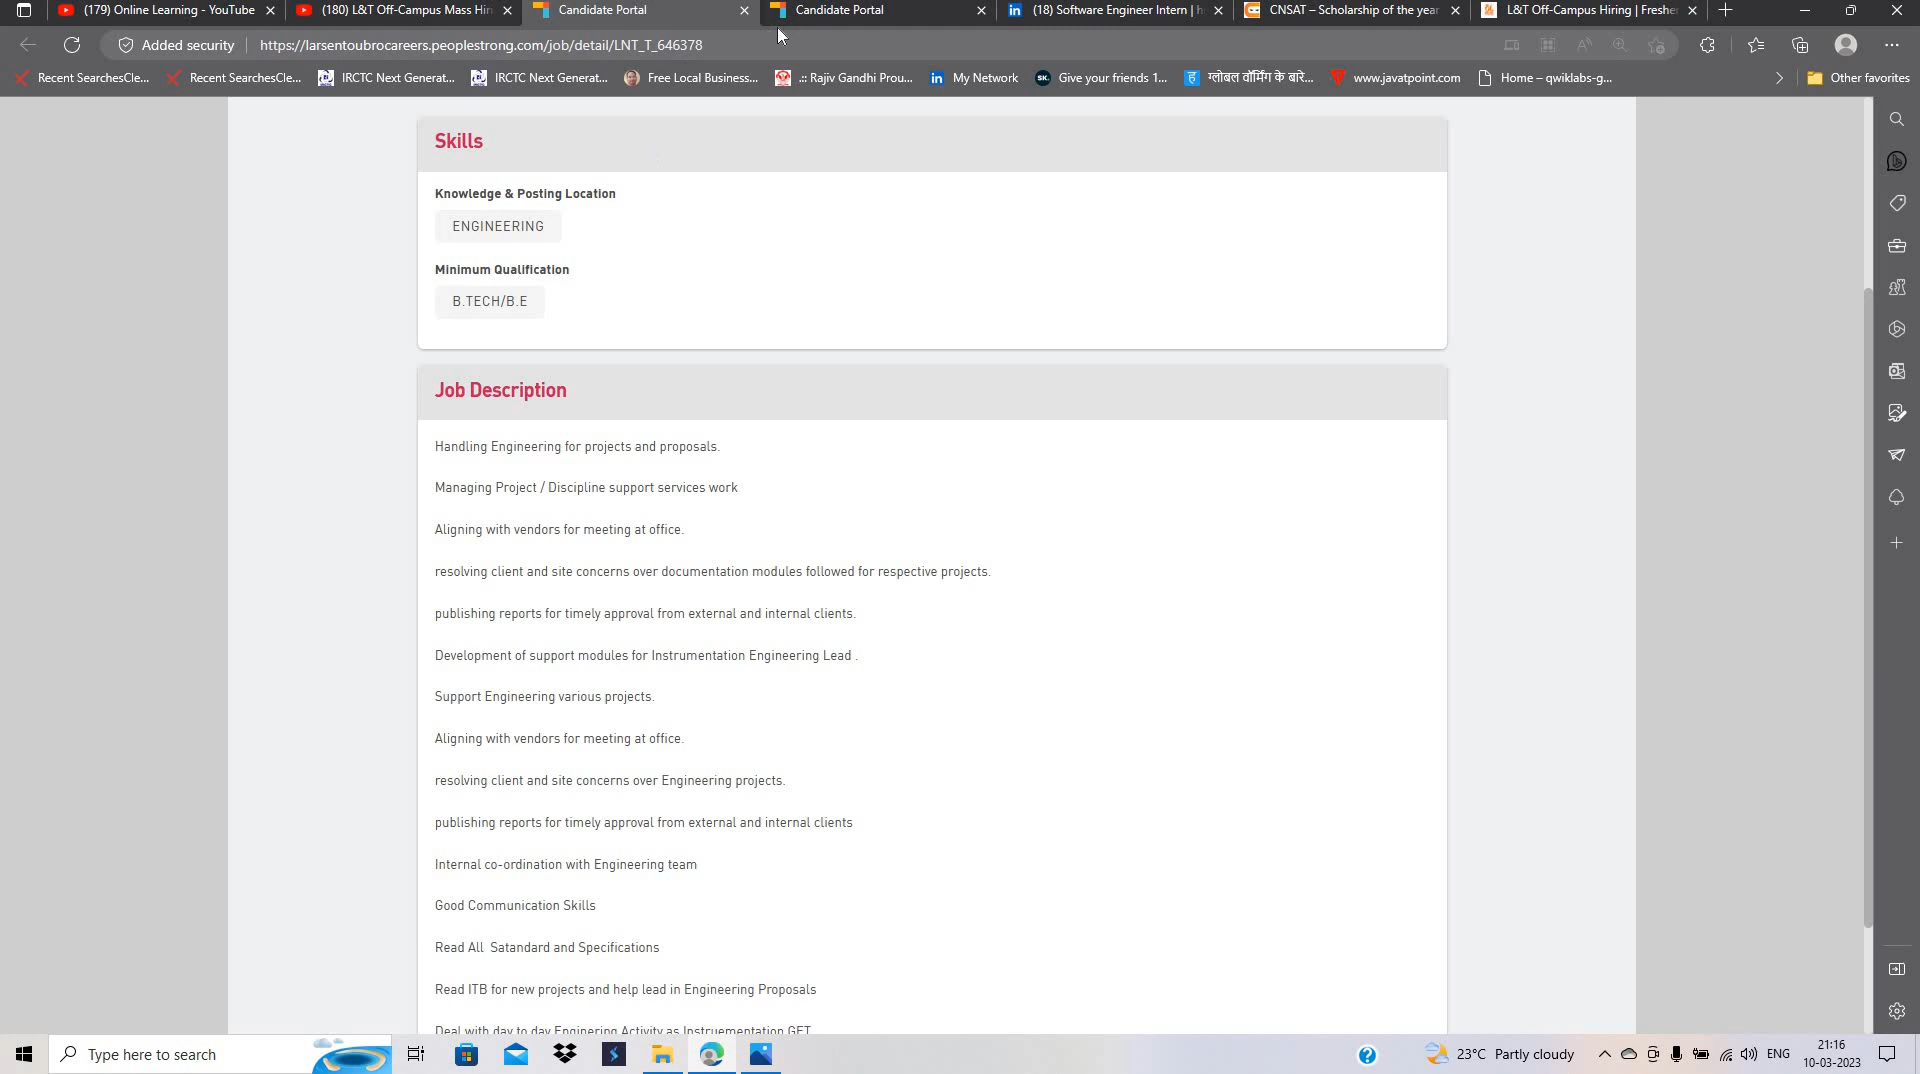 (179) Online Learning - YouTube
(180) L&T Off-Campus Mass Hir
Candidate Portal
Candidate Portal
(18) Software Engineer Intern | h
CNSAT – Scholarship of the year
L&T Off-Campus Hiring | Freshe
Added security
https://larsentoubrocareers.peoplestrong.com/job/detail/LNT_T_646378
Recent SearchesCle...
Recent SearchesCle...
IRCTC Next Generat...
IRCTC Next Generat...
Free Local Business...
.:: Rajiv Gandhi Prou...
My Network
Give your friends 1...
ग्लोबल वॉर्मिंग के बारे...
www.javatpoint.com
Home – qwiklabs-g...
Other favorites
Skills
Knowledge & Posting Location
ENGINEERING
Minimum Qualification
B.TECH/B.E
Job Description
Handling Engineering for projects and proposals.
Managing Project / Discipline support services work
Aligning with vendors for meeting at office.
resolving client and site concerns over documentation modules followed for respective projects.
publishing reports for timely approval from external and internal clients.
Development of support modules for Instrumentation Engineering Lead .
Support Engineering various projects.
Aligning with vendors for meeting at office.
resolving client and site concerns over Engineering projects.
publishing reports for timely approval from external and internal clients
Internal co-ordination with Engineering team
Good Communication Skills
Read All Satandard and Specifications
Read ITB for new projects and help lead in Engineering Proposals
Deal with day to day Enginering Activity as Instruementation GET
Type here to search
23°C Partly cloudy
ENG
21:16
10-03-2023